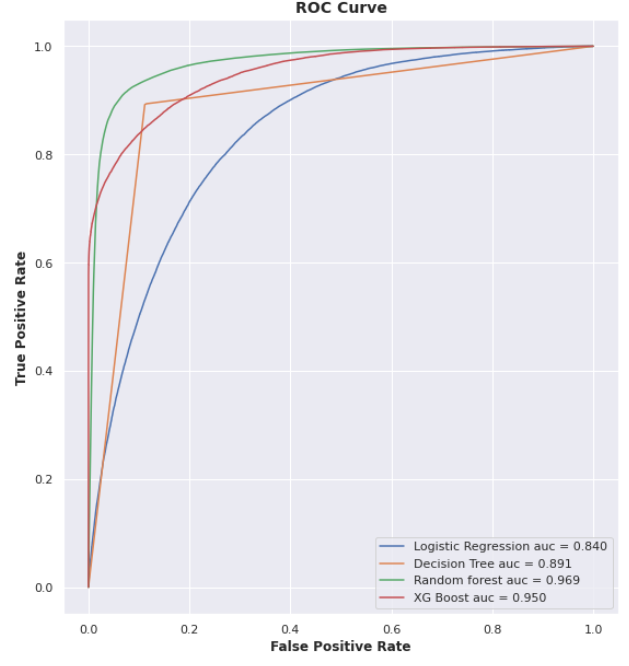 ROC Curve
True Positive Rate
1.0
0.8
0.6
0.4
0.2
0.0
Logistic Regression auc = 0.840
Decision Tree auc = 0.891
Random forest auc = 0.969
XG Boost auc = 0.950
0.0 0.2 0.4 0.6 0.8 1.0
False Positive Rate